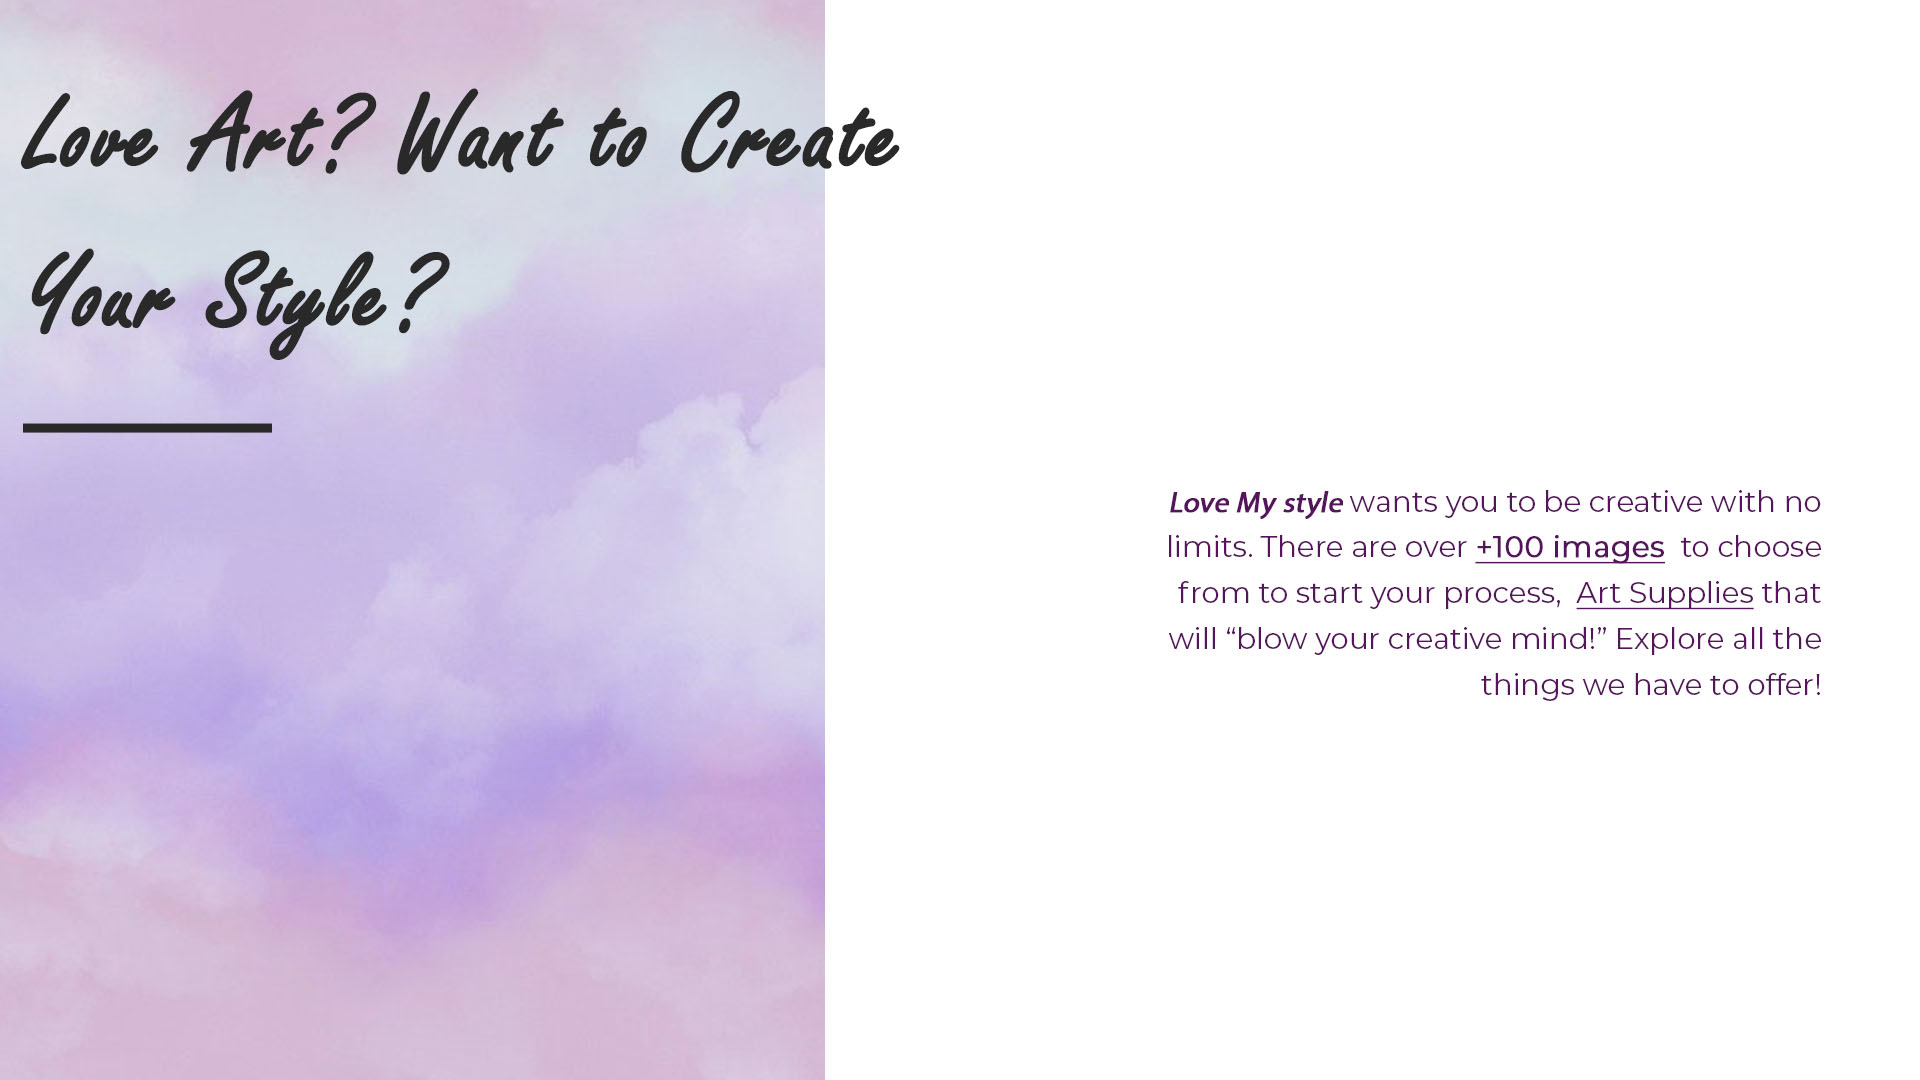 Love Art? Want to Create
Your Style?
Love My style wants you to be creative with no
limits. There are over +100 images to choose
from to start your process, Art Supplies that
will “blow your creative mind!” Explore all the
things we have to offer!